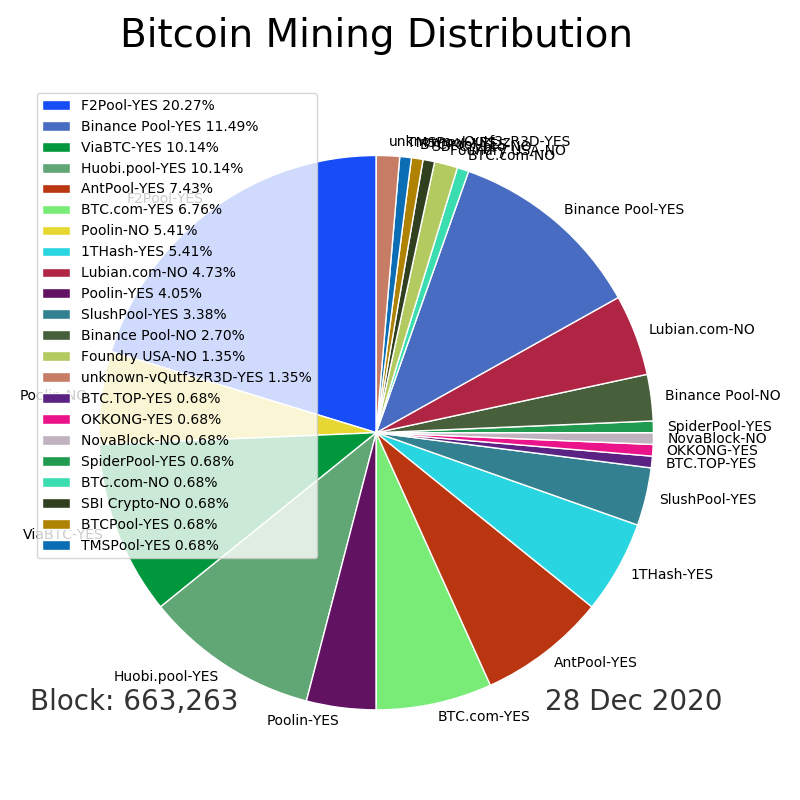 Bitcoin Mining Distribution
F2Pool-YES 20.27%
Binance Pool-YES 11.49%
ViaBTC-YES 10.14%
Huobi.pool-YES 10.14%
AntPool-YES 7.43%
BTC.com-YES 6.76%
Poolin-NO 5.41%
1THash-YES 5.41%
Lubian.com-NO 4.73%
Poolin-YES 4.05%
SlushPool-YES 3.38%
Binance Pool-NO 2.70%
Foundry USA-NO 1.35%
unknown-vQutf3zR3D-YES 1.35%
BTC.TOP-YES 0.68%
OKKONG-YES 0.68%
NovaBlock-NO 0.68%
SpiderPool-YES 0.68%
BTC.com-NO 0.68%
SBI Crypto-NO 0.68%
BTCPool-YES 0.68%
TMSPool-YES 0.68%
F2Pool-YES
Poolin-NO
ViaBTC-YES
Huobi.pool-YES
Poolin-YES
BTC.com-YES
AntPool-YES
1THash-YES
SlushPool-YES
BTC.TOP-YES
OKKONG-YES
NovaBlock-NO
SpiderPool-YES
Binance Pool-NO
Lubian.com-NO
Binance Pool-YES
BTC.com-NO
Foundry USA-NO
Block: 663,263
28 Dec 2020